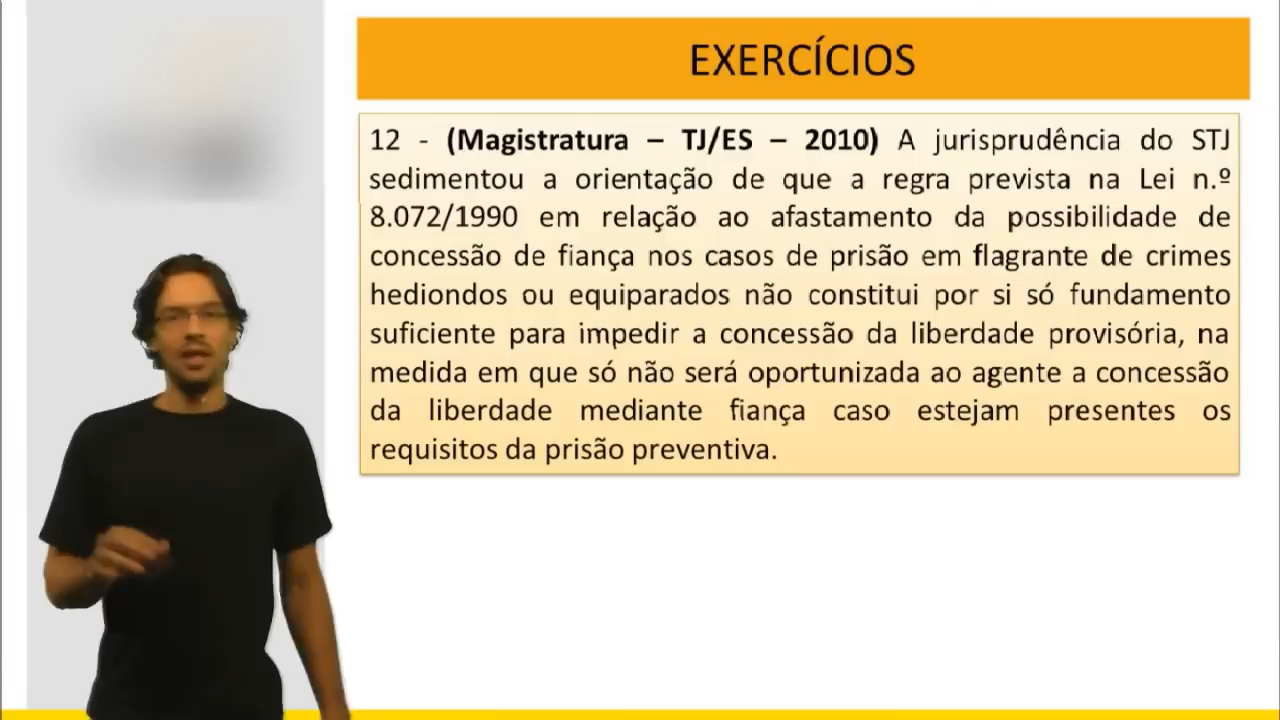 EXERCÍCIOS
12 - (Magistratura – TJ/ES – 2010) A jurisprudência do STJ
sedimentou a orientação de que a regra prevista na Lei n.º
8.072/1990 em relação ao afastamento da possibilidade de
concessão de fiança nos casos de prisão em flagrante de crimes
hediondos ou equiparados não constitui por si só fundamento
suficiente para impedir a concessão da liberdade provisória, na
medida em que só não será oportunizada ao agente a concessão
da liberdade mediante fiança caso estejam presentes os
requisitos da prisão preventiva.